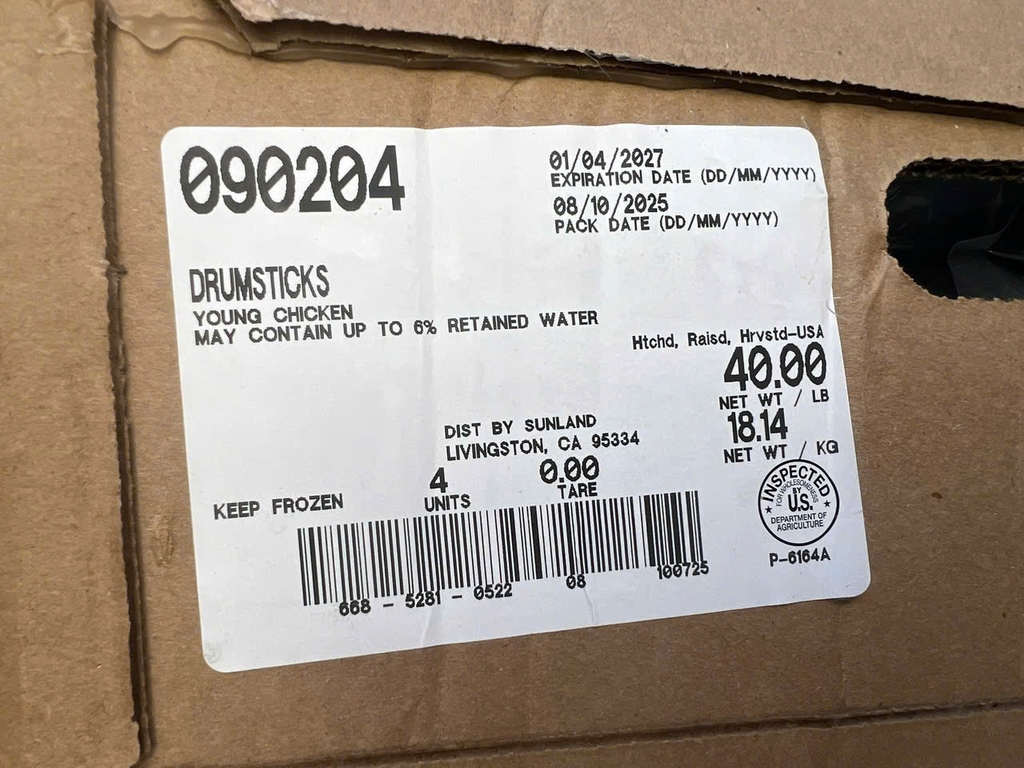 090204
01/04/2027
EXPIRATION DATE (DD/MM/YYYY)
08/10/2025
PACK DATE (DD/MM/YYYY)
DRUMSTICKS
YOUNG CHICKEN
MAY CONTAIN UP TO 6% RETAINED WATER
Htchd, Raisd, Hrvstd-USA
40.00
NET WT / LB
18.14
NET WT / KG
DIST BY SUNLAND
LIVINGSTON, CA 95334
KEEP FROZEN
4
UNITS
0.00
TARE
INSPECTED
FOR WHOLESOMENESS
BY
U.S.
DEPARTMENT OF
AGRICULTURE
P-6164A
668 - 5281 - 0522 08 100725